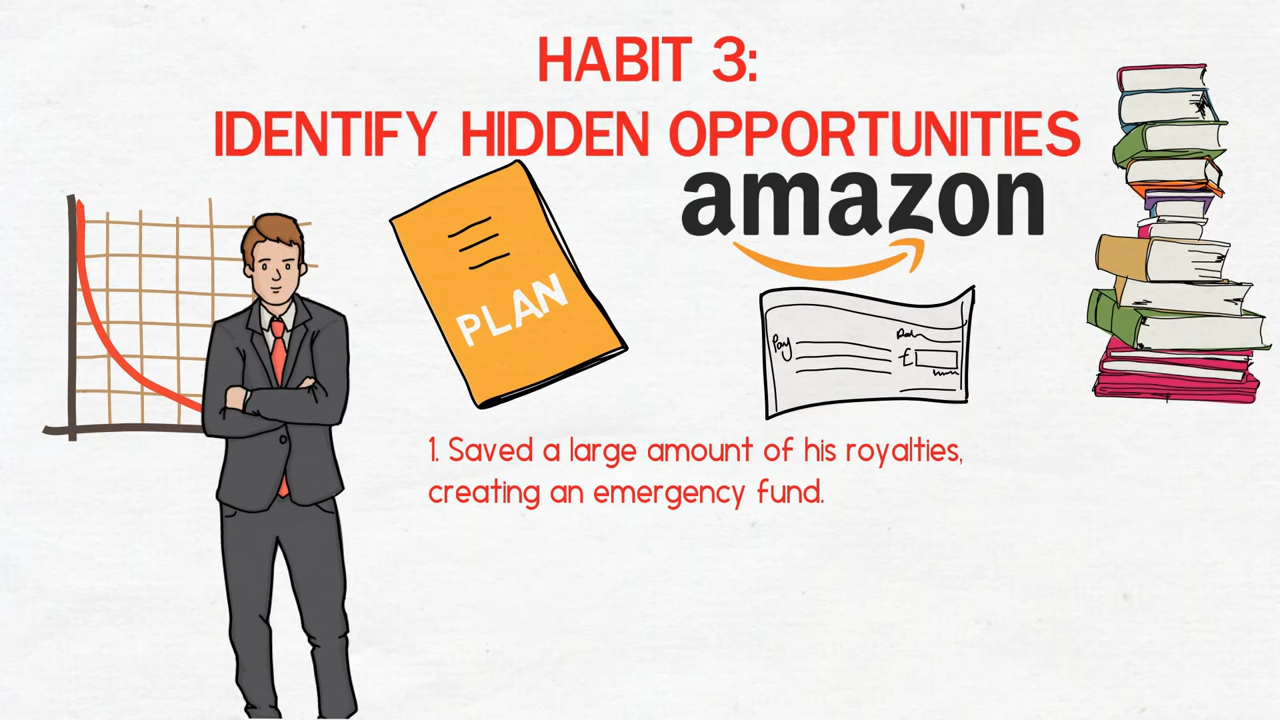 HABIT 3:
IDENTIFY HIDDEN OPPORTUNITIES
amazon
PLAN
Pay
£
1. Saved a large amount of his royalties,
creating an emergency fund.